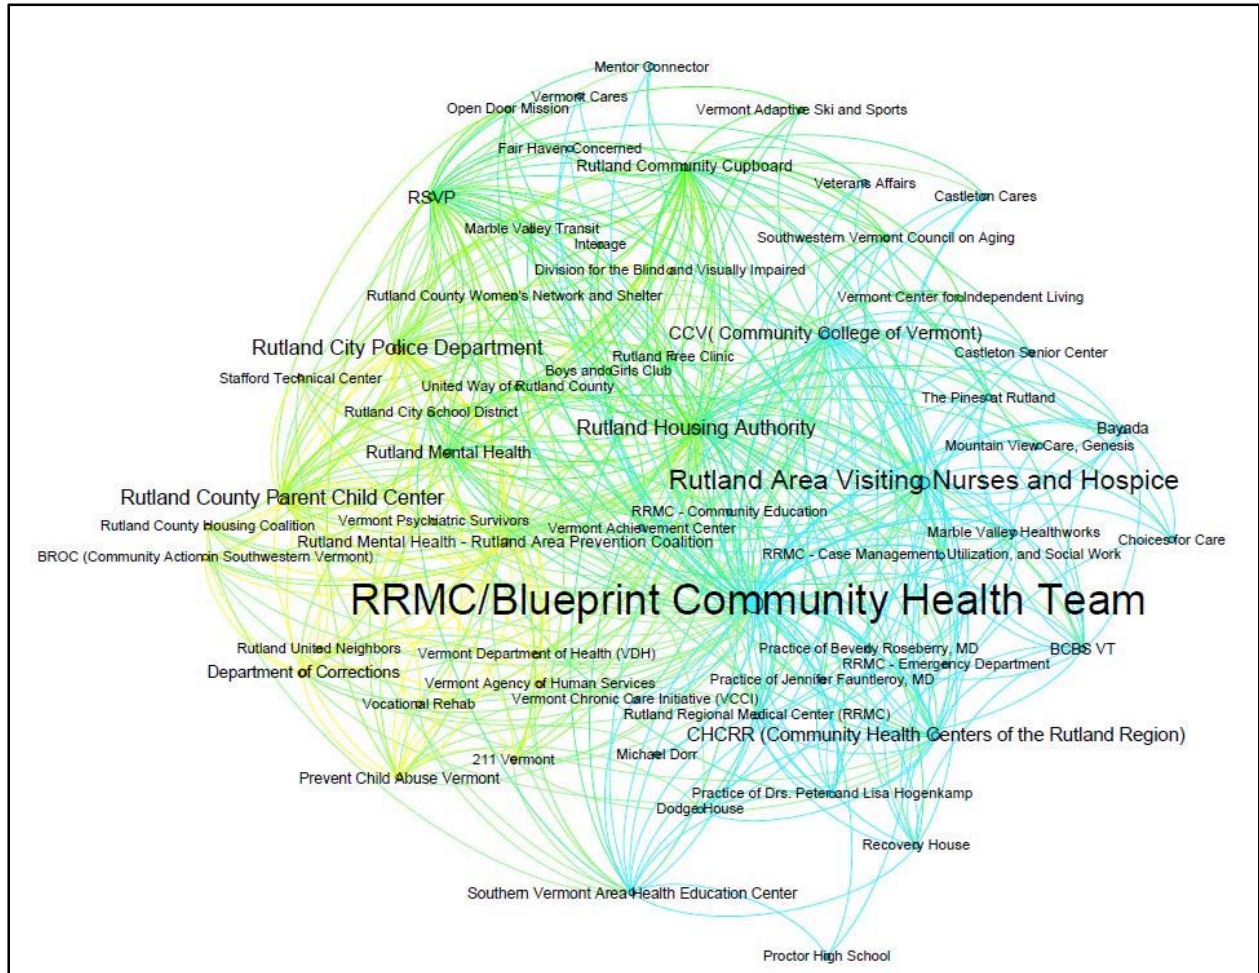 Mentor Connector
Vermont Cares
Open Door Mission
Vermont Adaptive Ski and Sports
Fair Haven Concerned
Rutland Community Cupboard
Veterans Affairs
RSVP
Castleton Cares
Marble Valley Transit
Southwestern Vermont Council on Aging
Interage
Division for the Blind and Visually Impaired
Rutland County Women's Network and Shelter
Vermont Center for Independent Living
CCV( Community College of Vermont)
Rutland City Police Department
Rutland Free Clinic
Castleton Senior Center
Boys and Girls Club
Stafford Technical Center
United Way of Rutland County
The Pines at Rutland
Rutland City School District
Rutland Housing Authority
Bayada
Mountain View Care, Genesis
Rutland Mental Health
Rutland Area Visiting Nurses and Hospice
Rutland County Parent Child Center
RRMC - Community Education
Rutland County Housing Coalition
Vermont Psychiatric Survivors
Vermont Achievement Center
Marble Valley Healthworks
Choices for Care
Rutland Mental Health - Rutland Area Prevention Coalition
BROC (Community Action in Southwestern Vermont)
RRMC - Case Management, Utilization, and Social Work
RRMC/Blueprint Community Health Team
Rutland United Neighbors
Vermont Department of Health (VDH)
Practice of Beverly Roseberry, MD
BCBS VT
RRMC - Emergency Department
Department of Corrections
Vermont Agency of Human Services
Practice of Jennifer Fauntleroy, MD
Vocational Rehab
Vermont Chronic Care Initiative (VCCI)
Rutland Regional Medical Center (RRMC)
CHCRR (Community Health Centers of the Rutland Region)
Michael Dorr
211 Vermont
Prevent Child Abuse Vermont
Practice of Drs. Peter and Lisa Hogenkamp
Dodge House
Recovery House
Southern Vermont Area Health Education Center
Proctor High School